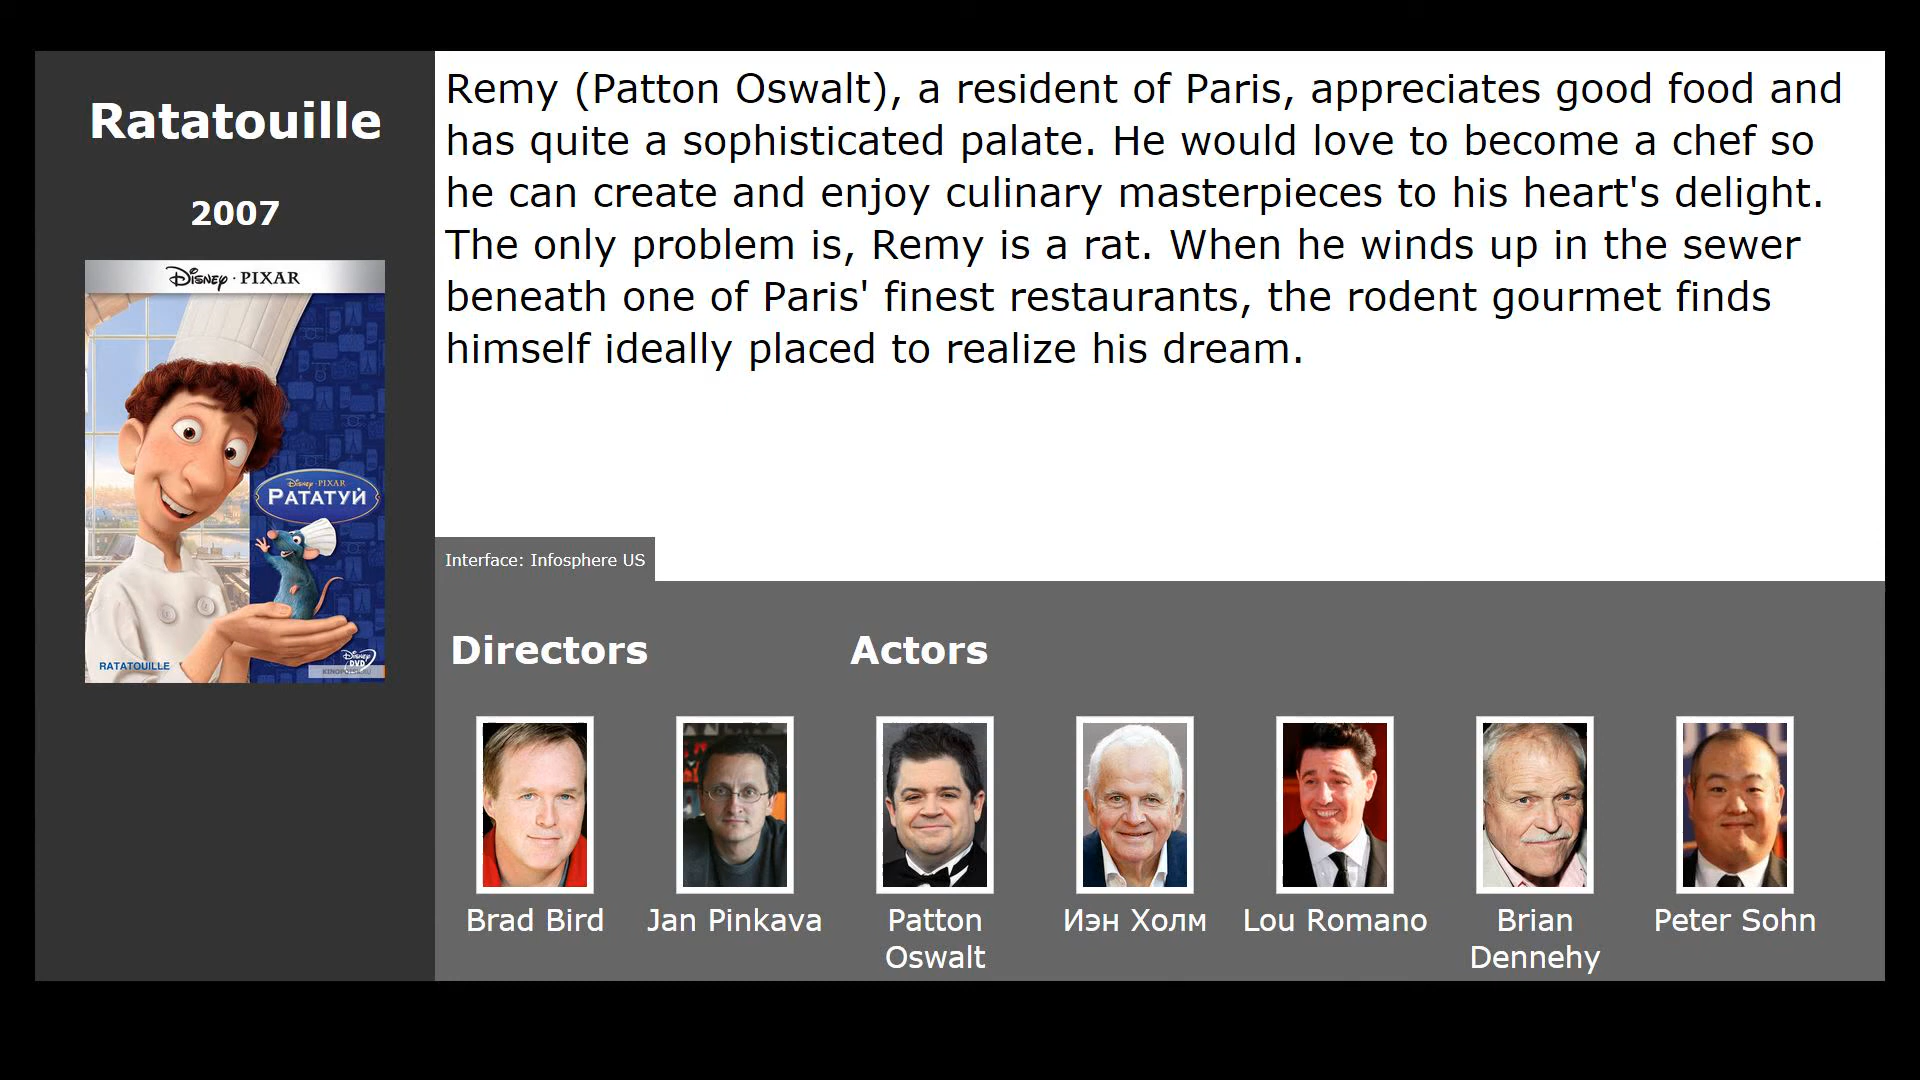 Ratatouille
2007
Disney · PIXAR
Disney · PIXAR
РАТАТУЙ
RATATOUILLE
Disney
DVD
KINOPOISK.RU
Remy (Patton Oswalt), a resident of Paris, appreciates good food and
has quite a sophisticated palate. He would love to become a chef so
he can create and enjoy culinary masterpieces to his heart's delight.
The only problem is, Remy is a rat. When he winds up in the sewer
beneath one of Paris' finest restaurants, the rodent gourmet finds
himself ideally placed to realize his dream.
Interface: Infosphere US
Directors
Actors
Brad Bird
Jan Pinkava
Patton
Oswalt
Иэн Холм
Lou Romano
Brian
Dennehy
Peter Sohn